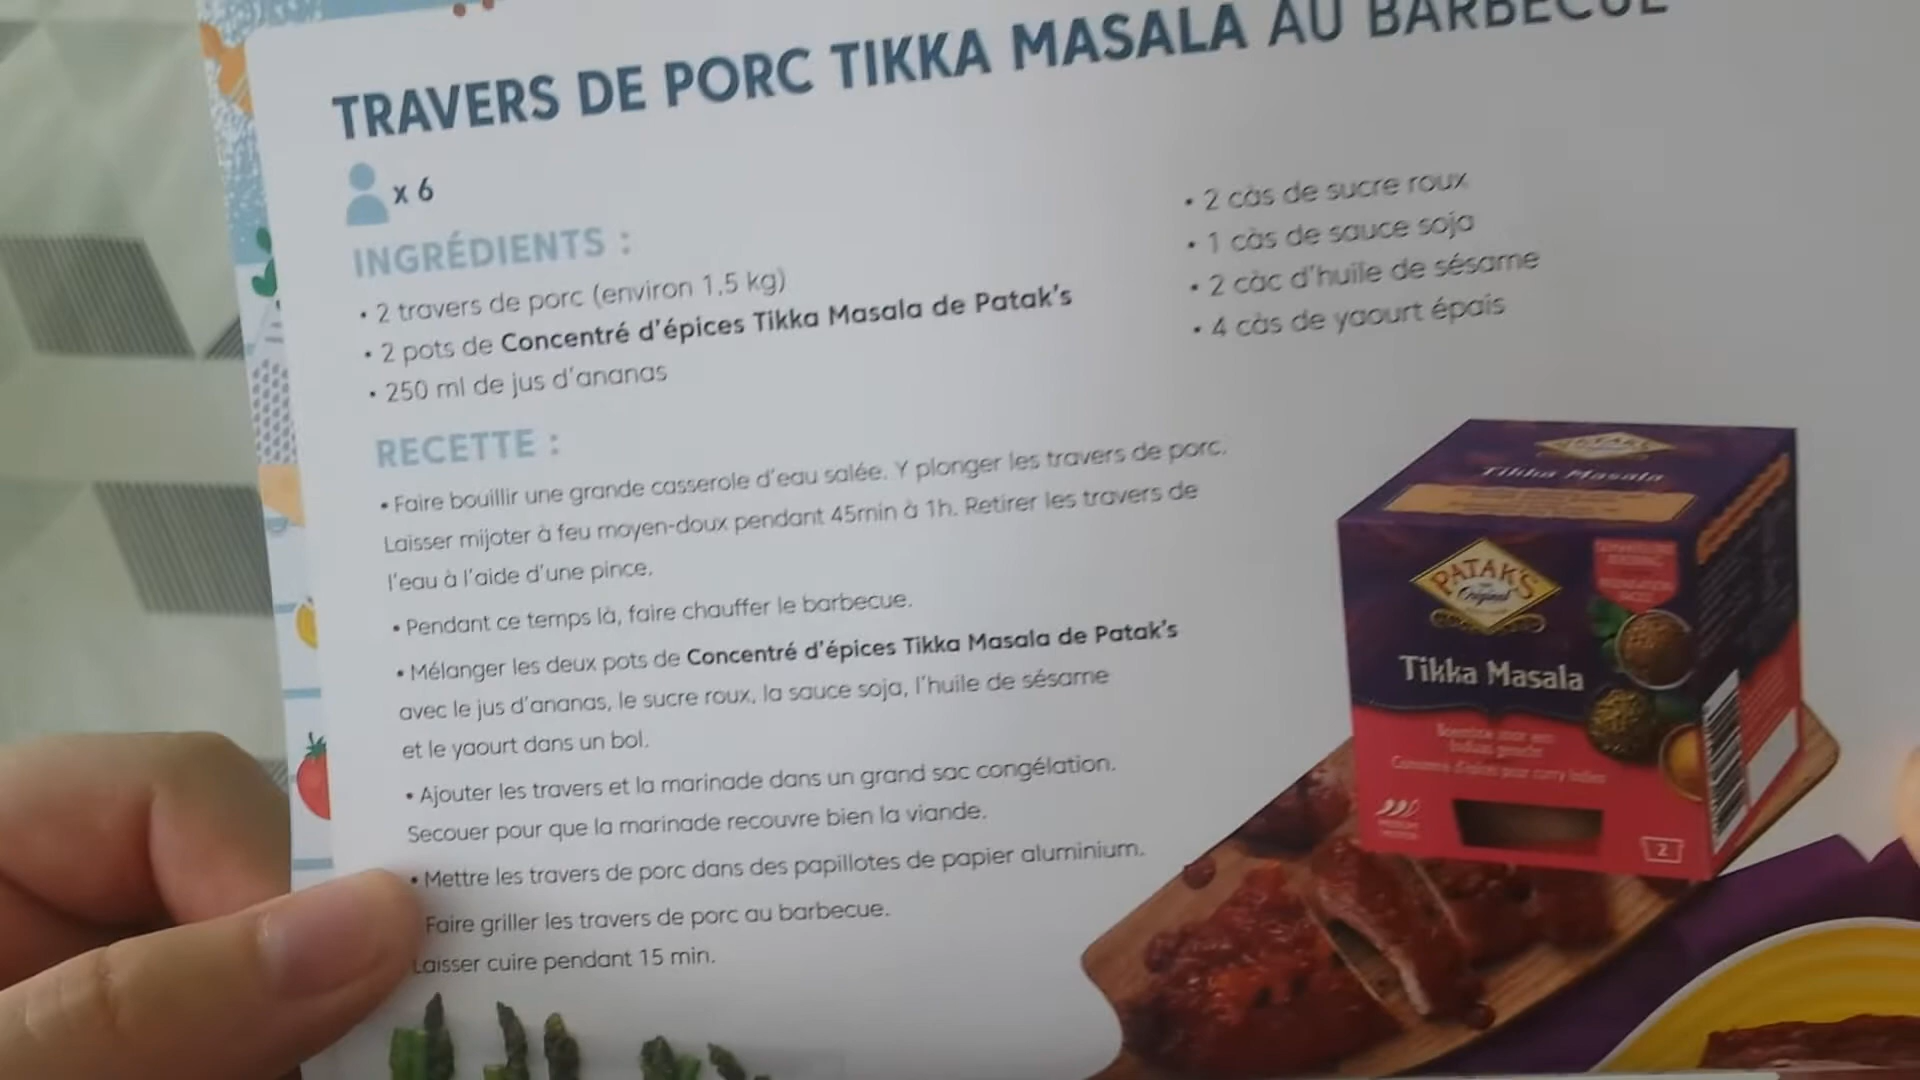 TRAVERS DE PORC TIKKA MASALA AU BARBECUE
x 6
INGRÉDIENTS :
• 2 travers de porc (environ 1,5 kg)
• 2 pots de Concentré d'épices Tikka Masala de Patak's
• 250 ml de jus d'ananas
• 2 càs de sucre roux
• 1 càs de sauce soja
• 2 càc d'huile de sésame
• 4 càs de yaourt épais
RECETTE :
• Faire bouillir une grande casserole d'eau salée. Y plonger les travers de porc.
Laisser mijoter à feu moyen-doux pendant 45min à 1h. Retirer les travers de
l'eau à l'aide d'une pince.
• Pendant ce temps là, faire chauffer le barbecue.
• Mélanger les deux pots de Concentré d'épices Tikka Masala de Patak's
avec le jus d'ananas, le sucre roux, la sauce soja, l'huile de sésame
et le yaourt dans un bol.
• Ajouter les travers et la marinade dans un grand sac congélation.
Secouer pour que la marinade recouvre bien la viande.
• Mettre les travers de porc dans des papillotes de papier aluminium.
Faire griller les travers de porc au barbecue.
Laisser cuire pendant 15 min.
PATAK'S
Tikka Masala
PATAK'S
Original
Tikka Masala
2